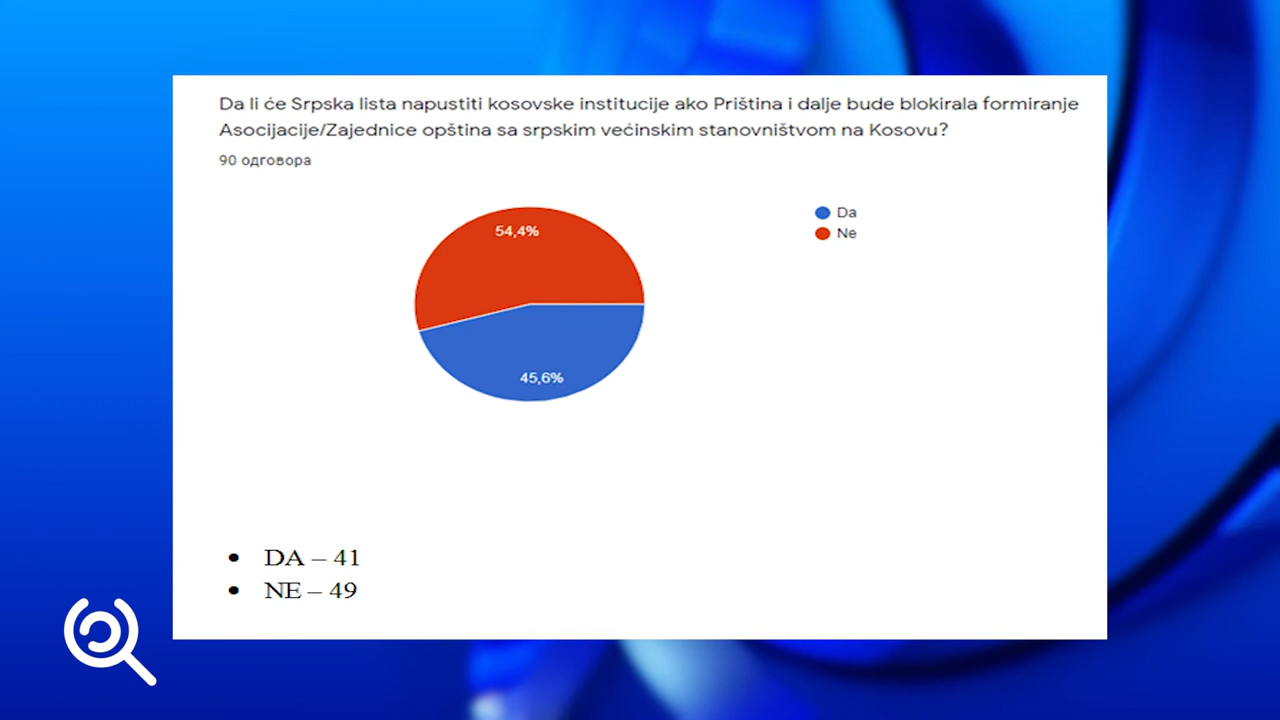 Da li će Srpska lista napustiti kosovske institucije ako Priština i dalje bude blokirala formiranje
Asocijacije/Zajednice opština sa srpskim većinskim stanovništvom na Kosovu?
90 одговора
Da
Ne
54,4%
45,6%
• DA – 41
• NE – 49